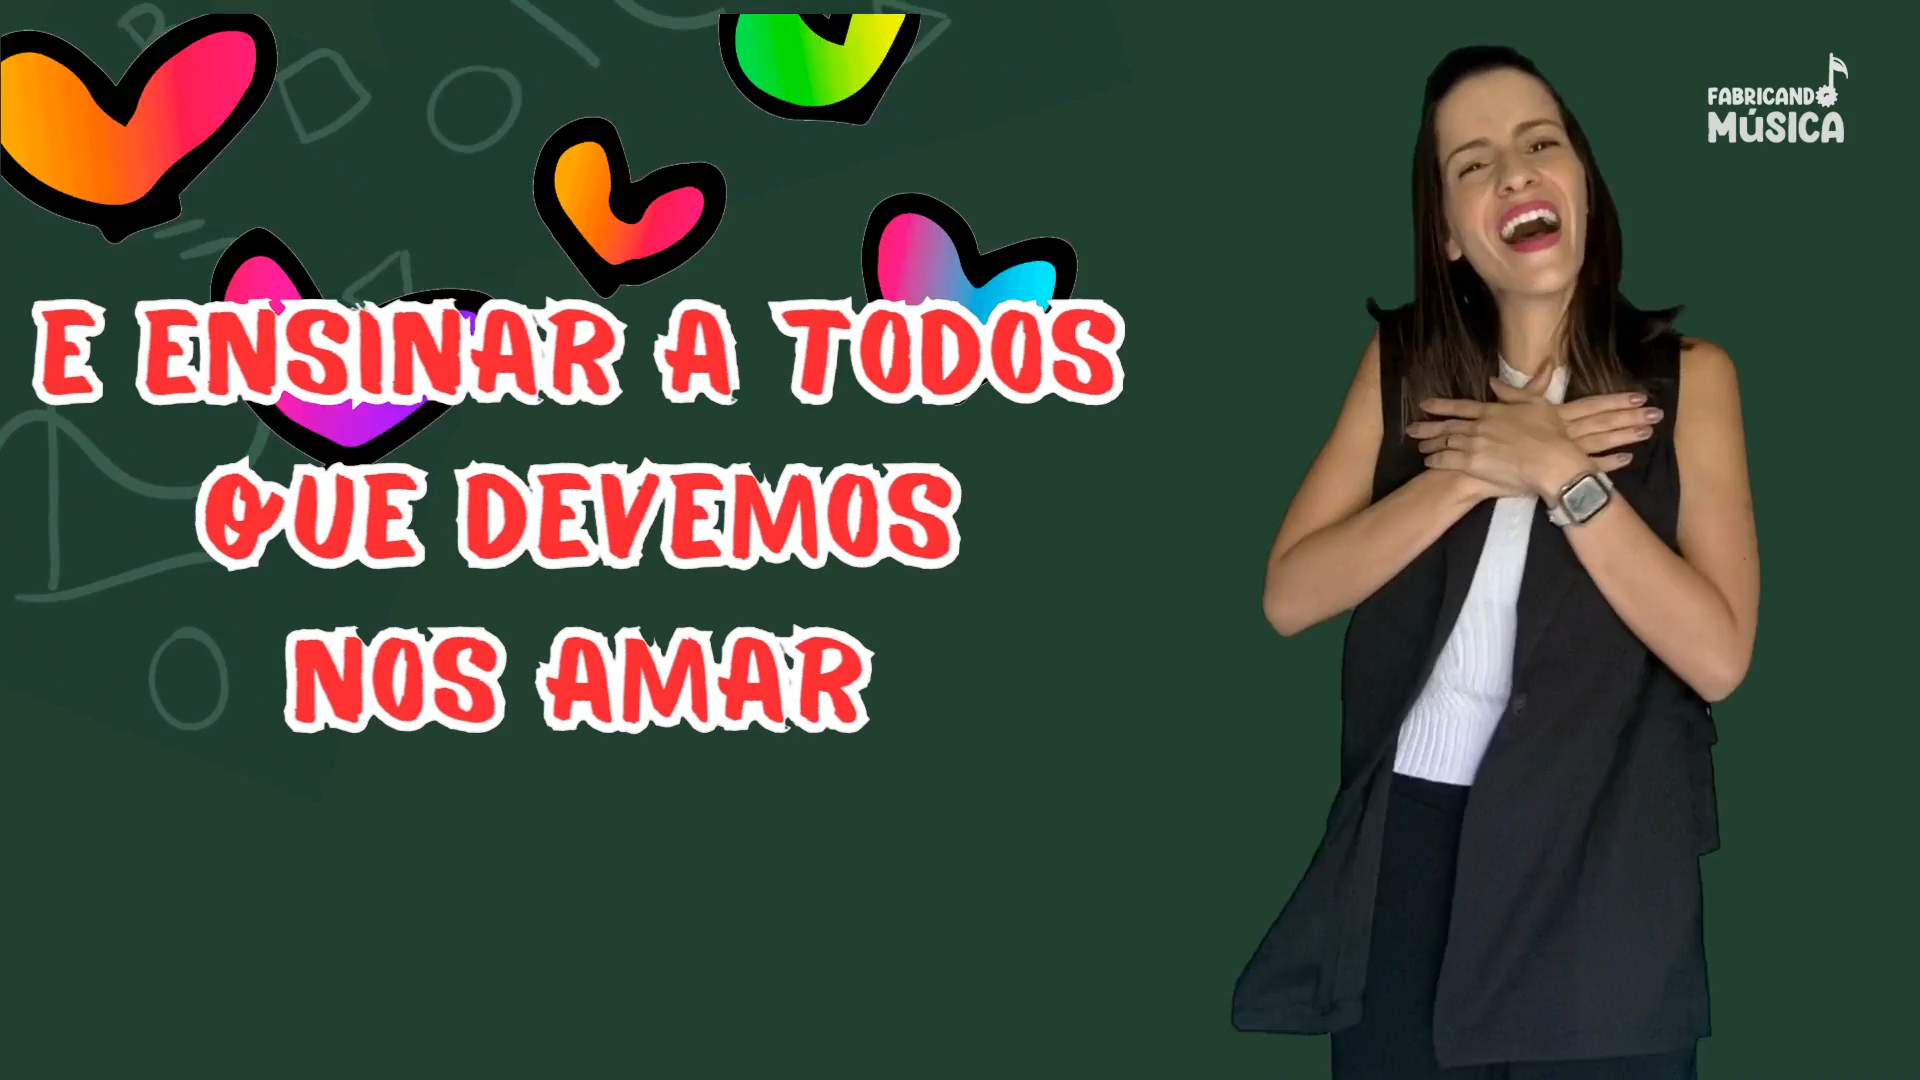 FABRICANDO
MÚSICA
E ENSINAR A TODOS
QUE DEVEMOS
NOS AMAR